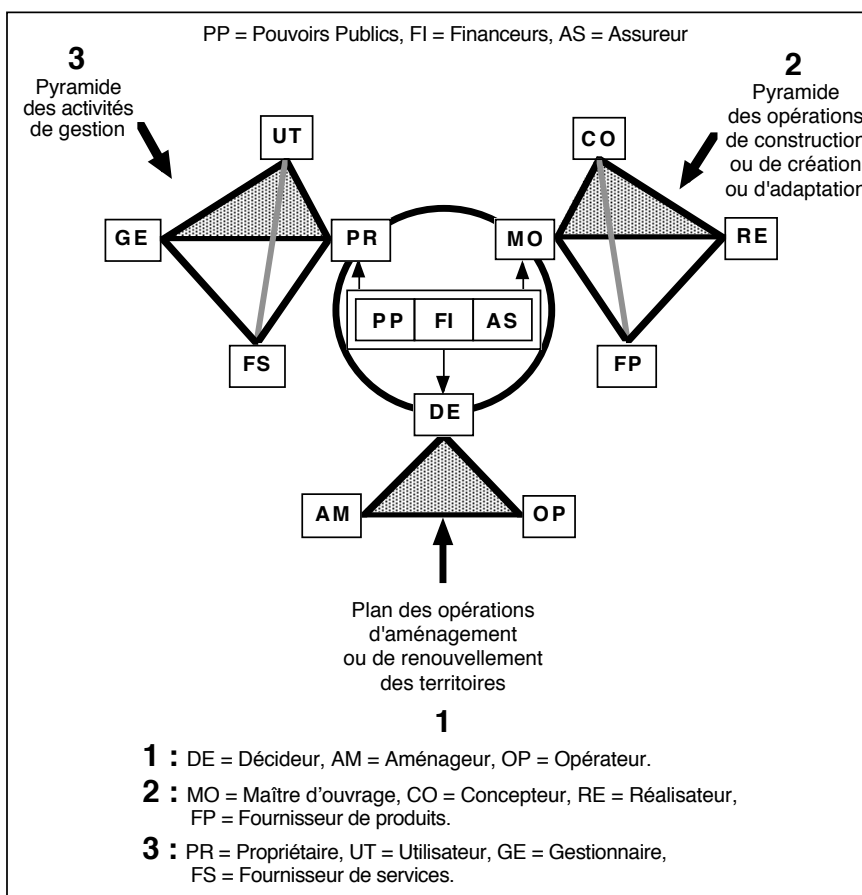 PP = Pouvoirs Publics, FI = Financeurs, AS = Assureur
3
Pyramide
des activités
de gestion
2
Pyramide
des opérations
de construction
ou de création
ou d'adaptation
UT
CO
GE
PR
MO
RE
PP FI AS
FS
FP
DE
AM
OP
Plan des opérations
d'aménagement
ou de renouvellement
des territoires
1
1 : DE = Décideur, AM = Aménageur, OP = Opérateur.
2 : MO = Maître d'ouvrage, CO = Concepteur, RE = Réalisateur,
FP = Fournisseur de produits.
3 : PR = Propriétaire, UT = Utilisateur, GE = Gestionnaire,
FS = Fournisseur de services.